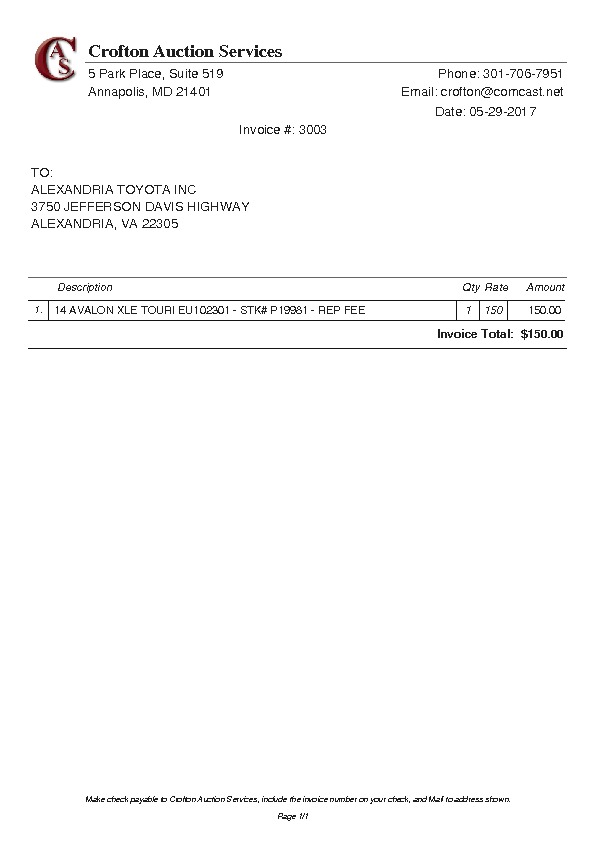 CAS
Crofton Auction Services
5 Park Place, Suite 519 Phone: 301-706-7951
Annapolis, MD 21401 Email: crofton@comcast.net
Date: 05-29-2017
Invoice #: 3003
TO:
ALEXANDRIA TOYOTA INC
3750 JEFFERSON DAVIS HIGHWAY
ALEXANDRIA, VA 22305
Description Qty Rate Amount
1. 14 AVALON XLE TOURI EU102301 - STK# P19981 - REP FEE 1 150 150.00
Invoice Total: $150.00
Make check payable to Crofton Auction Services, include the invoice number on your check, and Mail to address shown.
Page 1/1